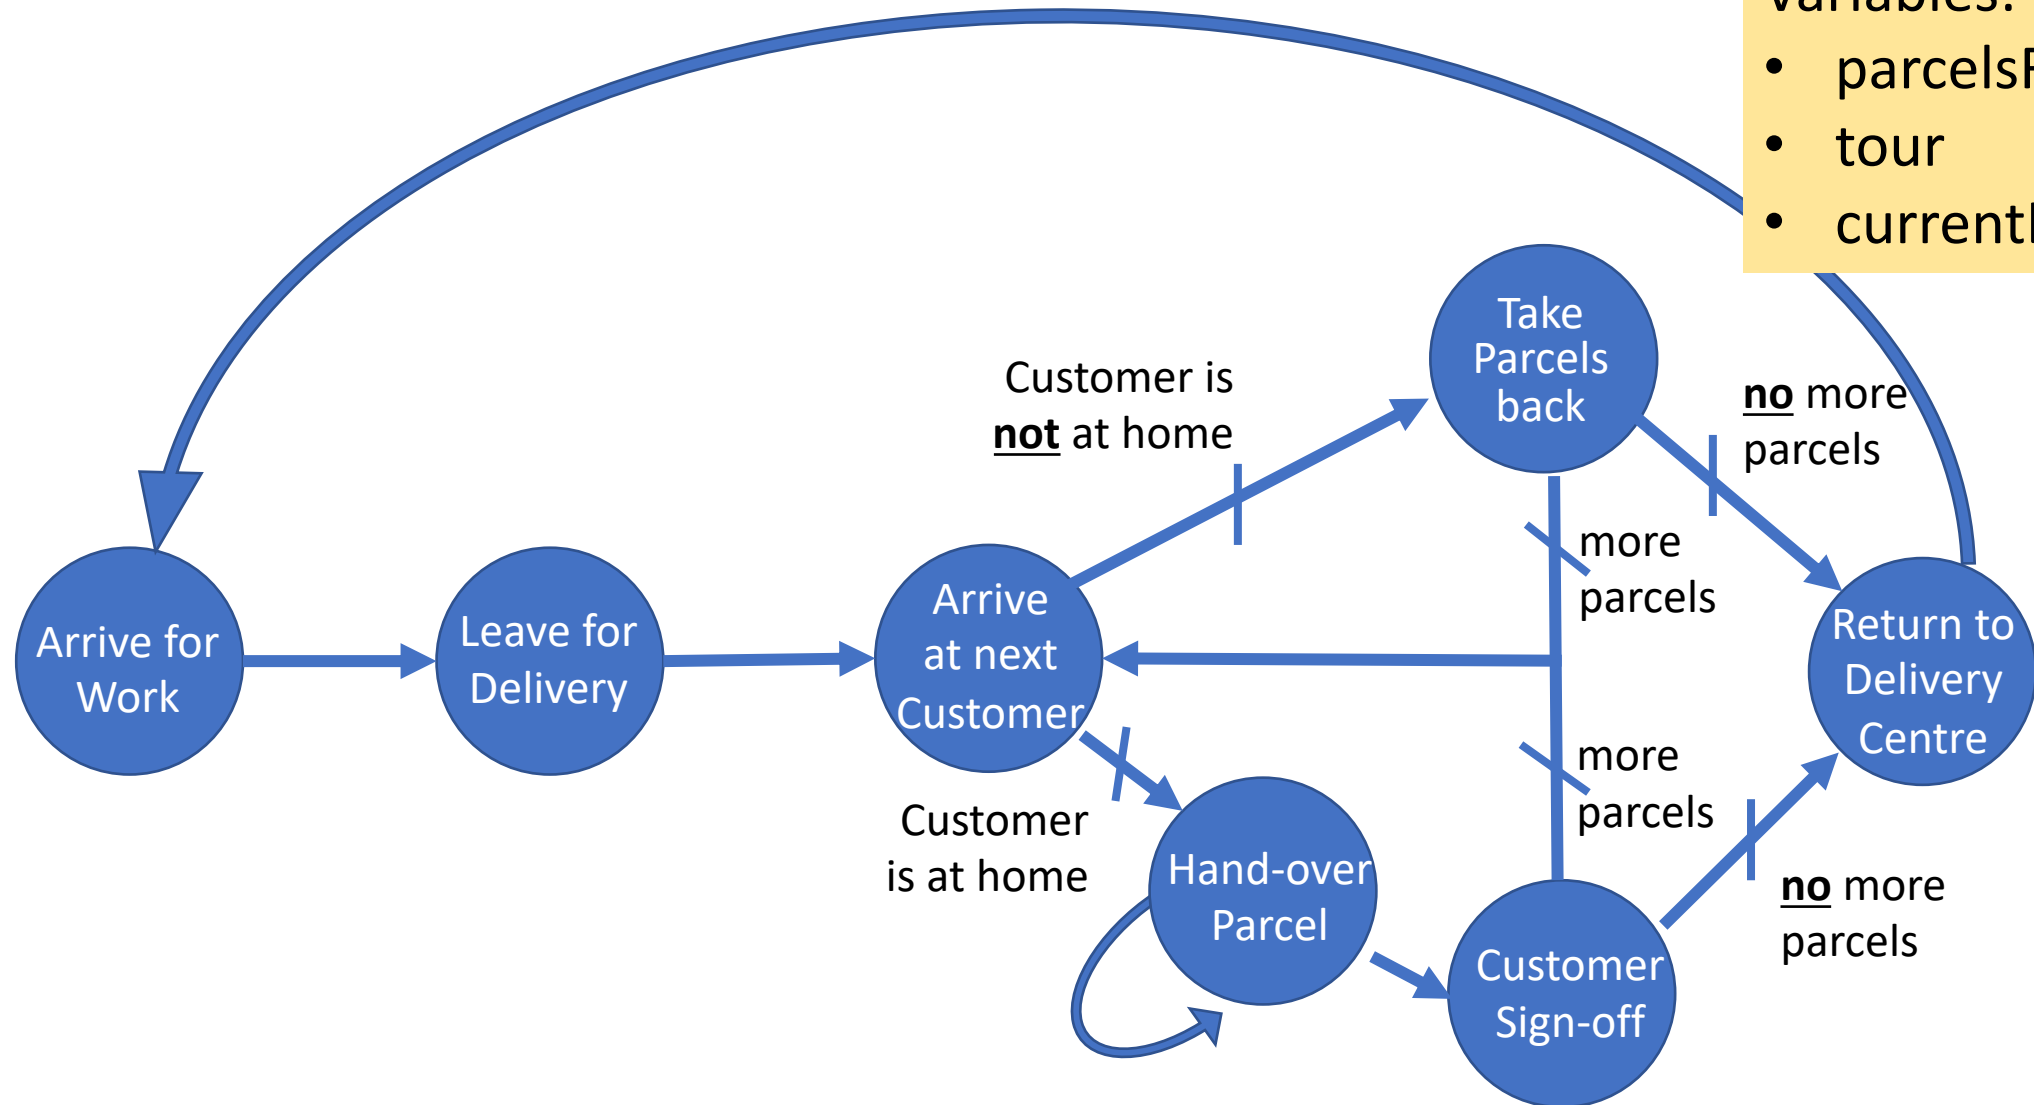 Variables:
• parcelsR
• tour
• current
Take
Parcels
back
Customer is
not at home
no more
parcels
more
parcels
Arrive for
Work
Leave for
Delivery
Arrive
at next
Customer
Return to
Delivery
Centre
more
parcels
Customer
is at home
Hand-over
Parcel
no more
parcels
Customer
Sign-off